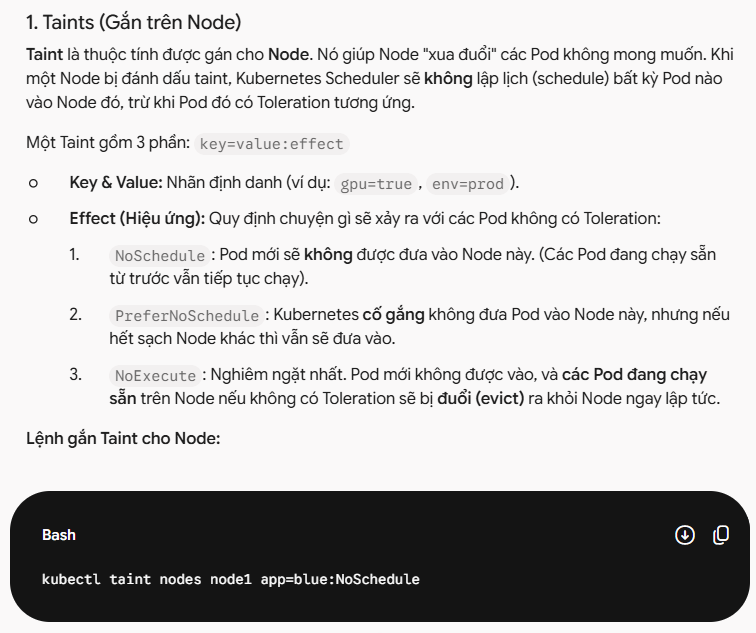 1. Taints (Gắn trên Node)
Taint là thuộc tính được gán cho Node. Nó giúp Node "xua đuổi" các Pod không mong muốn. Khi
một Node bị đánh dấu taint, Kubernetes Scheduler sẽ không lập lịch (schedule) bất kỳ Pod nào
vào Node đó, trừ khi Pod đó có Toleration tương ứng.
Một Taint gồm 3 phần: key=value:effect
Key & Value: Nhãn định danh (ví dụ: gpu=true , env=prod ).
Effect (Hiệu ứng): Quy định chuyện gì sẽ xảy ra với các Pod không có Toleration:
1. NoSchedule : Pod mới sẽ không được đưa vào Node này. (Các Pod đang chạy sẵn
từ trước vẫn tiếp tục chạy).
2. PreferNoSchedule : Kubernetes cố gắng không đưa Pod vào Node này, nhưng nếu
hết sạch Node khác thì vẫn sẽ đưa vào.
3. NoExecute : Nghiêm ngặt nhất. Pod mới không được vào, và các Pod đang chạy
sẵn trên Node nếu không có Toleration sẽ bị đuổi (evict) ra khỏi Node ngay lập tức.
Lệnh gắn Taint cho Node:
Bash
kubectl taint nodes node1 app=blue:NoSchedule